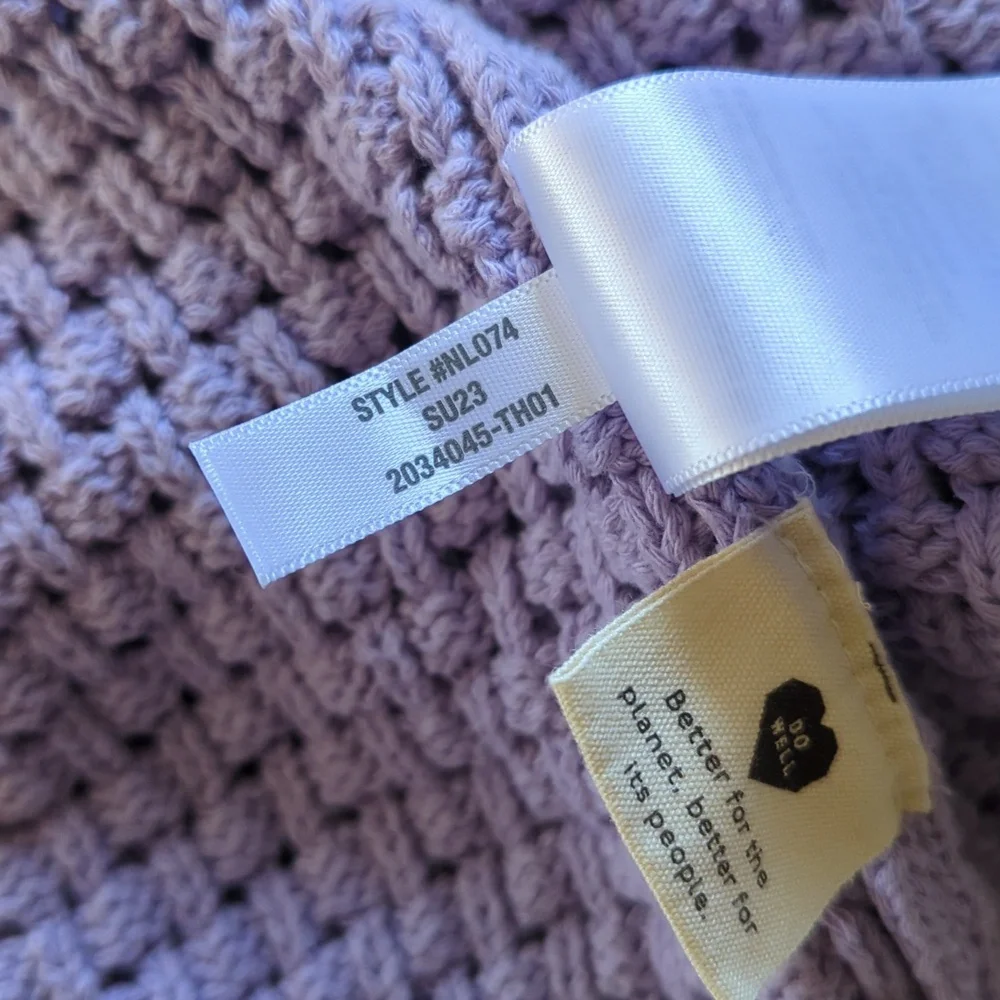 STYLE #NL074
SU23
2034045-TH01
DO
WELL
Better for the
planet, better for
its people.